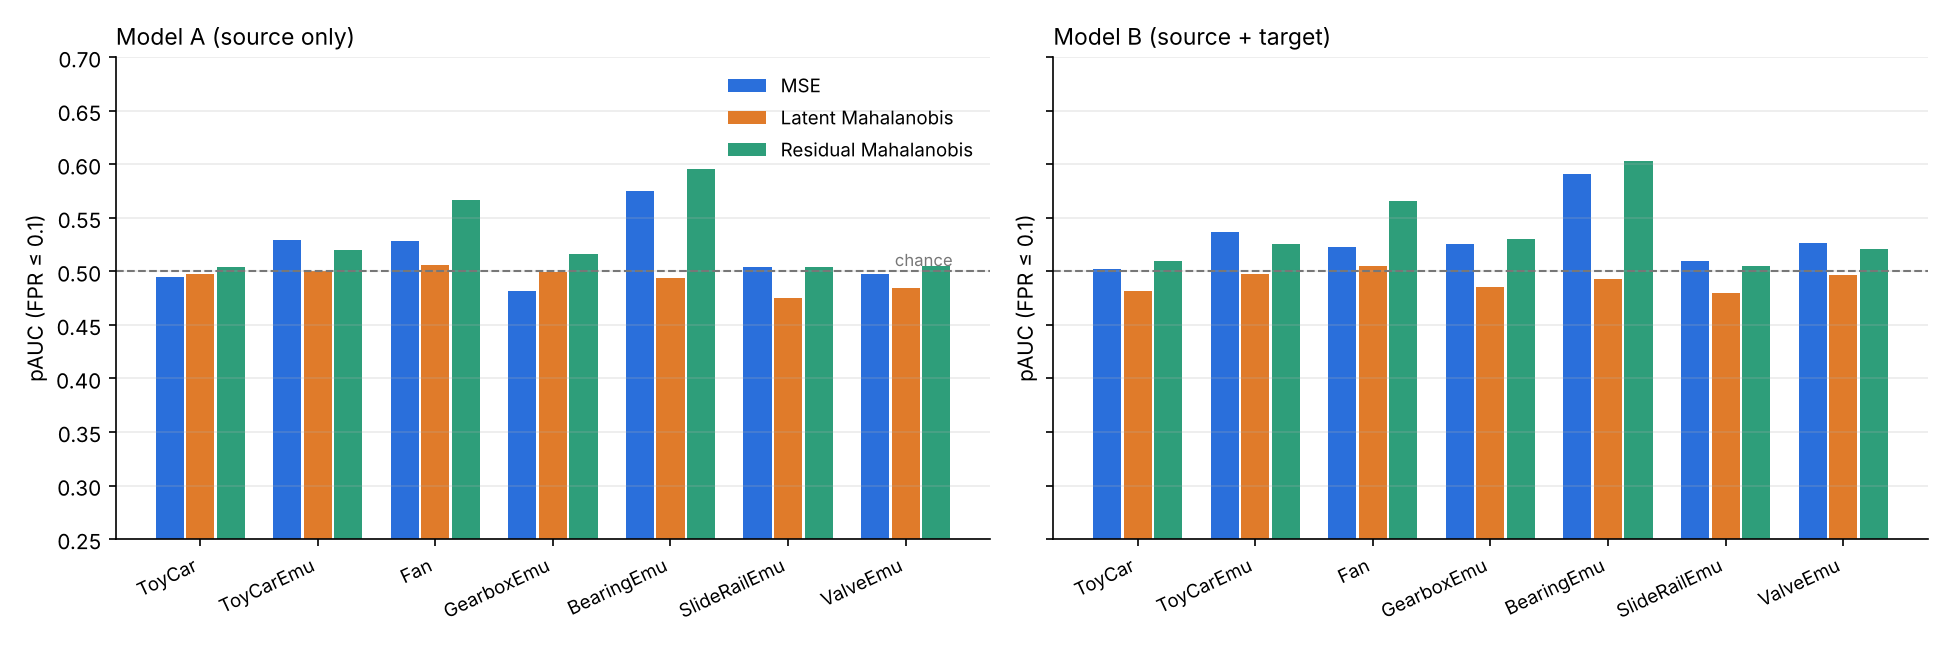 Model A (source only)
pAUC (FPR ≤ 0.1)
0.70
0.65
0.60
0.55
0.50
0.45
0.40
0.35
0.30
0.25
MSE
Latent Mahalanobis
Residual Mahalanobis
chance
ToyCar
ToyCarEmu
Fan
GearboxEmu
BearingEmu
SlideRailEmu
ValveEmu
Model B (source + target)
pAUC (FPR ≤ 0.1)
ToyCar
ToyCarEmu
Fan
GearboxEmu
BearingEmu
SlideRailEmu
ValveEmu